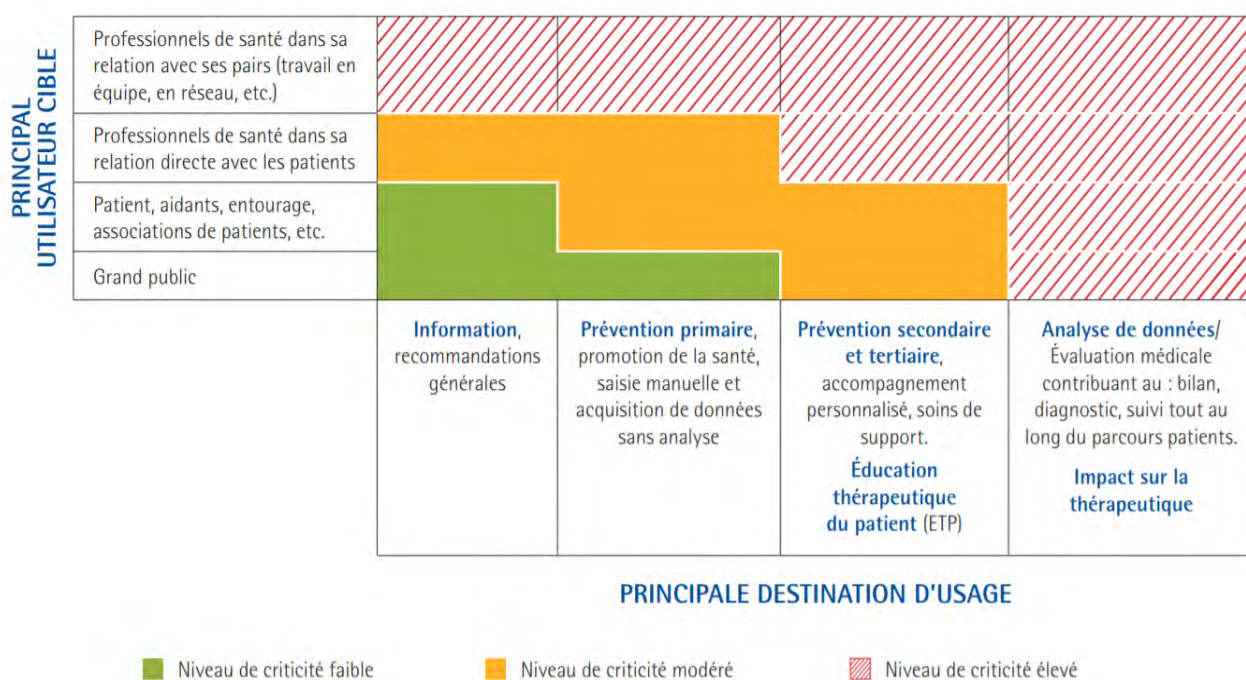 PRINCIPAL
UTILISATEUR CIBLE
Professionnels de santé dans sa
relation avec ses pairs (travail en
équipe, en réseau, etc.)
Professionnels de santé dans sa
relation directe avec les patients
Patient, aidants, entourage,
associations de patients, etc.
Grand public
Information,
recommandations
générales
Prévention primaire,
promotion de la santé,
saisie manuelle et
acquisition de données
sans analyse
Prévention secondaire
et tertiaire,
accompagnement
personnalisé, soins de
support.
Éducation
thérapeutique
du patient (ETP)
Analyse de données/
Évaluation médicale
contribuant au : bilan,
diagnostic, suivi tout au
long du parcours patients.
Impact sur la
thérapeutique
PRINCIPALE DESTINATION D'USAGE
Niveau de criticité faible
Niveau de criticité modéré
Niveau de criticité élevé